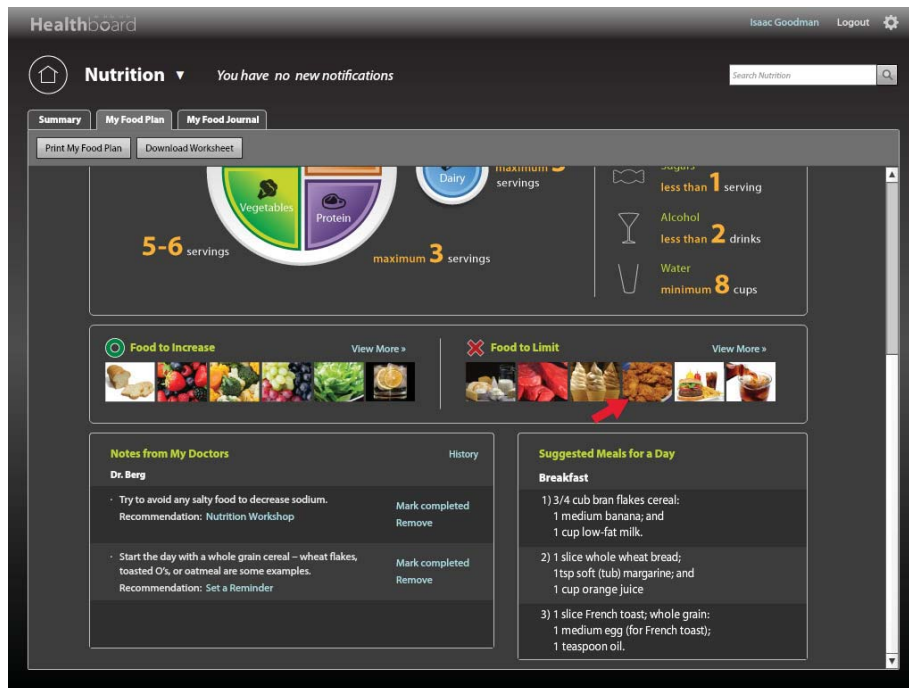 Healthboard
Isaac Goodman Logout
Nutrition ▼ You have no new notifications
Search Nutrition
Summary My Food Plan My Food Journal
Print My Food Plan Download Worksheet
Vegetables
Protein
Dairy
5-6 servings
maximum 3 servings
maximum
servings
Sugars
less than 1 serving
Alcohol
less than 2 drinks
Water
minimum 8 cups
Food to Increase View More »
Food to Limit View More »
Notes from My Doctors History
Dr. Berg
· Try to avoid any salty food to decrease sodium.
Recommendation: Nutrition Workshop
Mark completed
Remove
· Start the day with a whole grain cereal – wheat flakes,
toasted O's, or oatmeal are some examples.
Recommendation: Set a Reminder
Mark completed
Remove
Suggested Meals for a Day
Breakfast
1) 3/4 cub bran flakes cereal:
1 medium banana; and
1 cup low-fat milk.
2) 1 slice whole wheat bread;
1tsp soft (tub) margarine; and
1 cup orange juice
3) 1 slice French toast; whole grain:
1 medium egg (for French toast);
1 teaspoon oil.